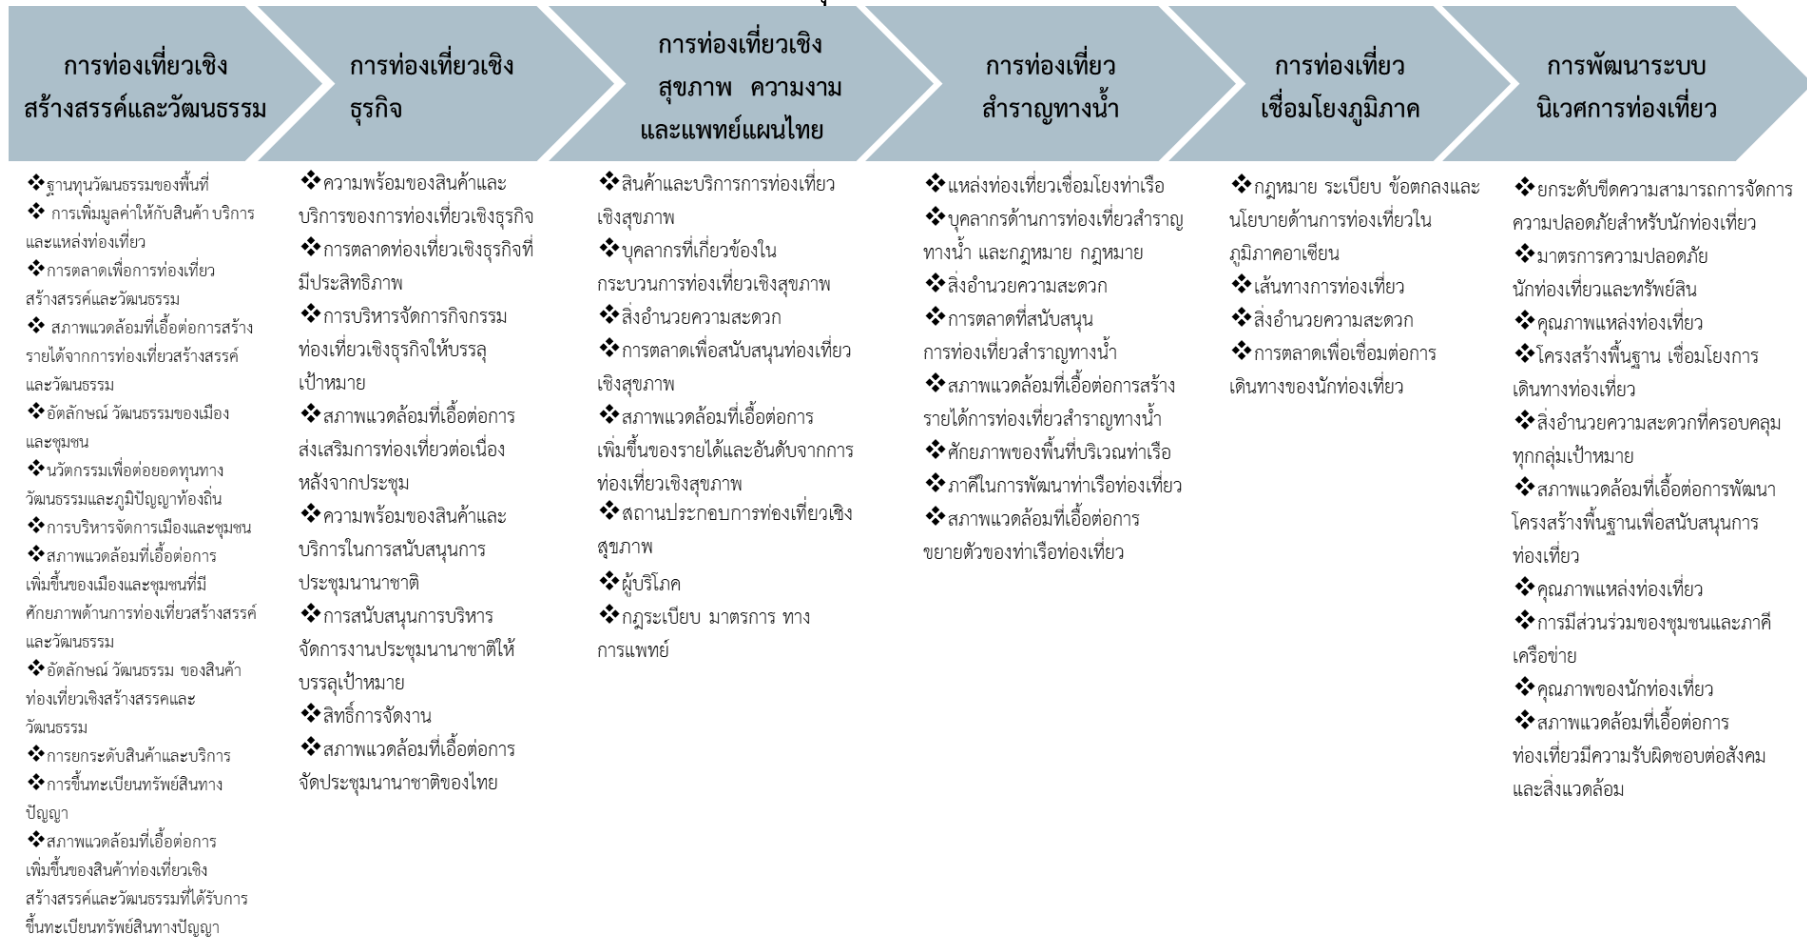 การท่องเที่ยวเชิง
สร้างสรรค์และวัฒนธรรม
❖ฐานทุนวัฒนธรรมของพื้นที่
❖ การเพิ่มมูลค่าให้กับสินค้า บริการ
และแหล่งท่องเที่ยว
❖การตลาดเพื่อการท่องเที่ยว
สร้างสรรค์และวัฒนธรรม
❖ สภาพแวดล้อมที่เอื้อต่อการสร้าง
รายได้จากการท่องเที่ยวสร้างสรรค์
และวัฒนธรรม
❖อัตลักษณ์ วัฒนธรรมของเมือง
และชุมชน
❖นวัตกรรมเพื่อต่อยอดทุนทาง
วัฒนธรรมและภูมิปัญญาท้องถิ่น
❖การบริหารจัดการเมืองและชุมชน
❖สภาพแวดล้อมที่เอื้อต่อการ
เพิ่มขึ้นของเมืองและชุมชนที่มี
ศักยภาพด้านการท่องเที่ยวสร้างสรรค์
และวัฒนธรรม
❖อัตลักษณ์ วัฒนธรรม ของสินค้า
ท่องเที่ยวเชิงสร้างสรรคและ
วัฒนธรรม
❖การยกระดับสินค้าและบริการ
❖การขึ้นทะเบียนทรัพย์สินทาง
ปัญญา
❖สภาพแวดล้อมที่เอื้อต่อการ
เพิ่มขึ้นของสินค้าท่องเที่ยวเชิง
สร้างสรรค์และวัฒนธรรมที่ได้รับการ
ขึ้นทะเบียนทรัพย์สินทางปัญญา
การท่องเที่ยวเชิง
ธุรกิจ
❖ความพร้อมของสินค้าและ
บริการของการท่องเที่ยวเชิงธุรกิจ
❖การตลาดท่องเที่ยวเชิงธุรกิจที่
มีประสิทธิภาพ
❖การบริหารจัดการกิจกรรม
ท่องเที่ยวเชิงธุรกิจให้บรรลุ
เป้าหมาย
❖สภาพแวดล้อมที่เอื้อต่อการ
ส่งเสริมการท่องเที่ยวต่อเนื่อง
หลังจากประชุม
❖ความพร้อมของสินค้าและ
บริการในการสนับสนุนการ
ประชุมนานาชาติ
❖การสนับสนุนการบริหาร
จัดการงานประชุมนานาชาติให้
บรรลุเป้าหมาย
❖สิทธิ์การจัดงาน
❖สภาพแวดล้อมที่เอื้อต่อการ
จัดประชุมนานาชาติของไทย
การท่องเที่ยวเชิง
สุขภาพ ความงาม
และแพทย์แผนไทย
❖สินค้าและบริการการท่องเที่ยว
เชิงสุขภาพ
❖บุคลากรที่เกี่ยวข้องใน
กระบวนการท่องเที่ยวเชิงสุขภาพ
❖สิ่งอำนวยความสะดวก
❖การตลาดเพื่อสนับสนุนท่องเที่ยว
เชิงสุขภาพ
❖สภาพแวดล้อมที่เอื้อต่อการ
เพิ่มขึ้นของรายได้และอันดับจากการ
ท่องเที่ยวเชิงสุขภาพ
❖สถานประกอบการท่องเที่ยวเชิง
สุขภาพ
❖ผู้บริโภค
❖กฎระเบียบ มาตรการ ทาง
การแพทย์
การท่องเที่ยว
สำราญทางน้ำ
❖แหล่งท่องเที่ยวเชื่อมโยงท่าเรือ
❖บุคลากรด้านการท่องเที่ยวสำราญ
ทางน้ำ และกฎหมาย กฎหมาย
❖สิ่งอำนวยความสะดวก
❖การตลาดที่สนับสนุน
การท่องเที่ยวสำราญทางน้ำ
❖สภาพแวดล้อมที่เอื้อต่อการสร้าง
รายได้การท่องเที่ยวสำราญทางน้ำ
❖ศักยภาพของพื้นที่บริเวณท่าเรือ
❖ภาคีในการพัฒนาท่าเรือท่องเที่ยว
❖สภาพแวดล้อมที่เอื้อต่อการ
ขยายตัวของท่าเรือท่องเที่ยว
การท่องเที่ยว
เชื่อมโยงภูมิภาค
❖กฎหมาย ระเบียบ ข้อตกลงและ
นโยบายด้านการท่องเที่ยวใน
ภูมิภาคอาเซียน
❖เส้นทางการท่องเที่ยว
❖สิ่งอำนวยความสะดวก
❖การตลาดเพื่อเชื่อมต่อการ
เดินทางของนักท่องเที่ยว
การพัฒนาระบบ
นิเวศการท่องเที่ยว
❖ยกระดับขีดความสามารถการจัดการ
ความปลอดภัยสำหรับนักท่องเที่ยว
❖มาตรการความปลอดภัย
นักท่องเที่ยวและทรัพย์สิน
❖คุณภาพแหล่งท่องเที่ยว
❖โครงสร้างพื้นฐาน เชื่อมโยงการ
เดินทางท่องเที่ยว
❖สิ่งอำนวยความสะดวกที่ครอบคลุม
ทุกกลุ่มเป้าหมาย
❖สภาพแวดล้อมที่เอื้อต่อการพัฒนา
โครงสร้างพื้นฐานเพื่อสนับสนุนการ
ท่องเที่ยว
❖คุณภาพแหล่งท่องเที่ยว
❖การมีส่วนร่วมของชุมชนและภาคี
เครือข่าย
❖คุณภาพของนักท่องเที่ยว
❖สภาพแวดล้อมที่เอื้อต่อการ
ท่องเที่ยวมีความรับผิดชอบต่อสังคม
และสิ่งแวดล้อม